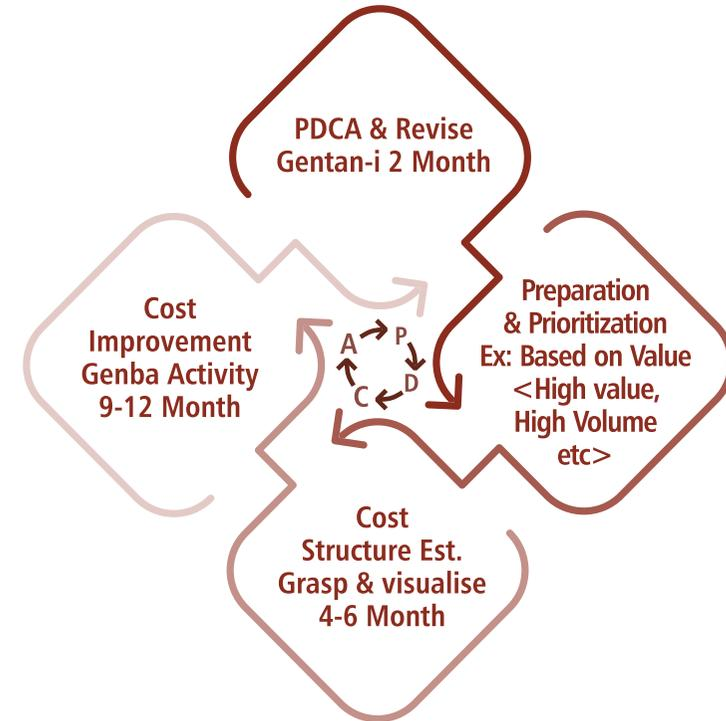 PDCA & Revise
Gentan-i 2 Month
Preparation
& Prioritization
Ex: Based on Value
<High value,
High Volume
etc>
Cost
Improvement
Genba Activity
9-12 Month
A
P
D
C
Cost
Structure Est.
Grasp & visualise
4-6 Month